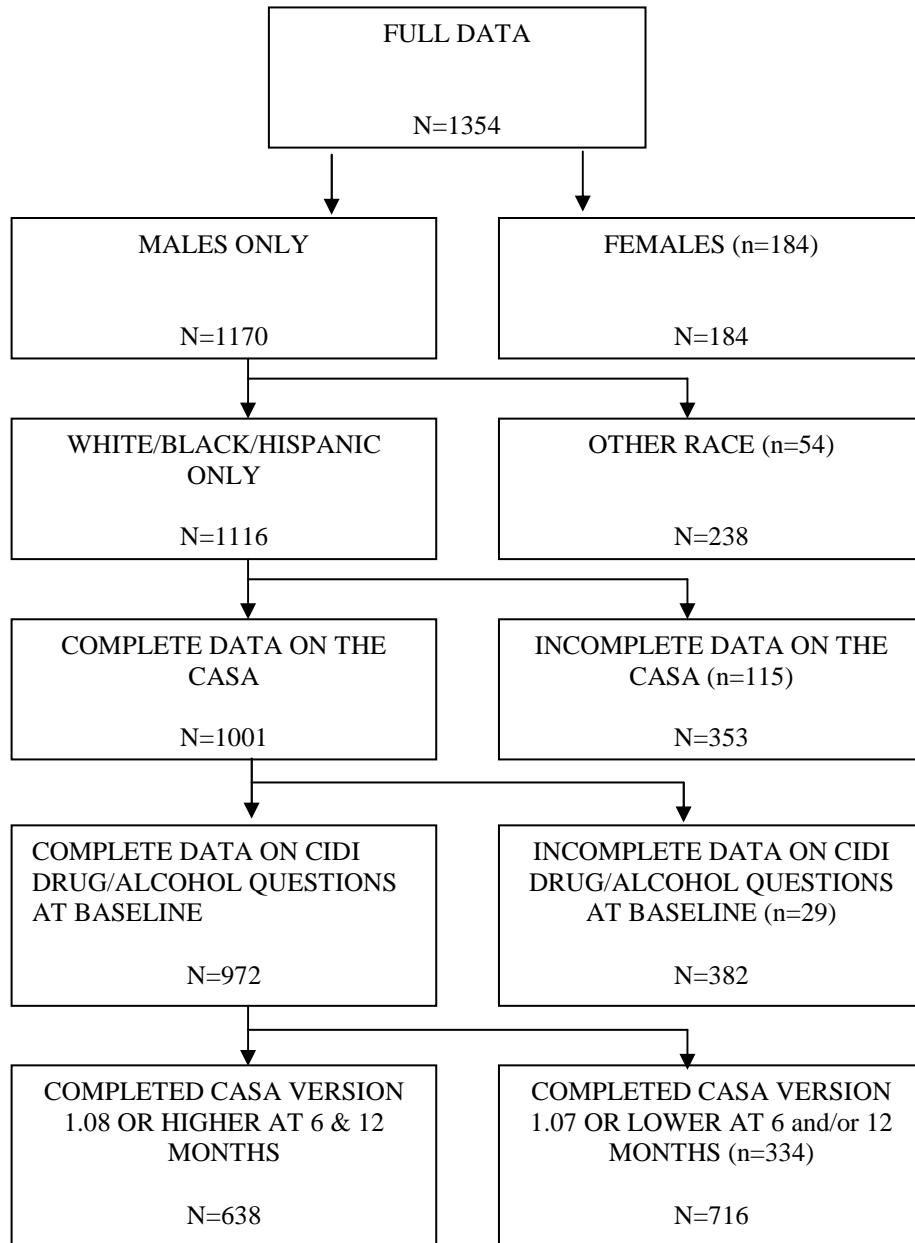 FULL DATA
N=1354
MALES ONLY
N=1170
FEMALES (n=184)
N=184
WHITE/BLACK/HISPANIC
ONLY
N=1116
OTHER RACE (n=54)
N=238
COMPLETE DATA ON THE
CASA
N=1001
INCOMPLETE DATA ON THE
CASA (n=115)
N=353
COMPLETE DATA ON CIDI
DRUG/ALCOHOL QUESTIONS
AT BASELINE
N=972
INCOMPLETE DATA ON CIDI
DRUG/ALCOHOL QUESTIONS
AT BASELINE (n=29)
N=382
COMPLETED CASA VERSION
1.08 OR HIGHER AT 6 & 12
MONTHS
N=638
COMPLETED CASA VERSION
1.07 OR LOWER AT 6 and/or 12
MONTHS (n=334)
N=716